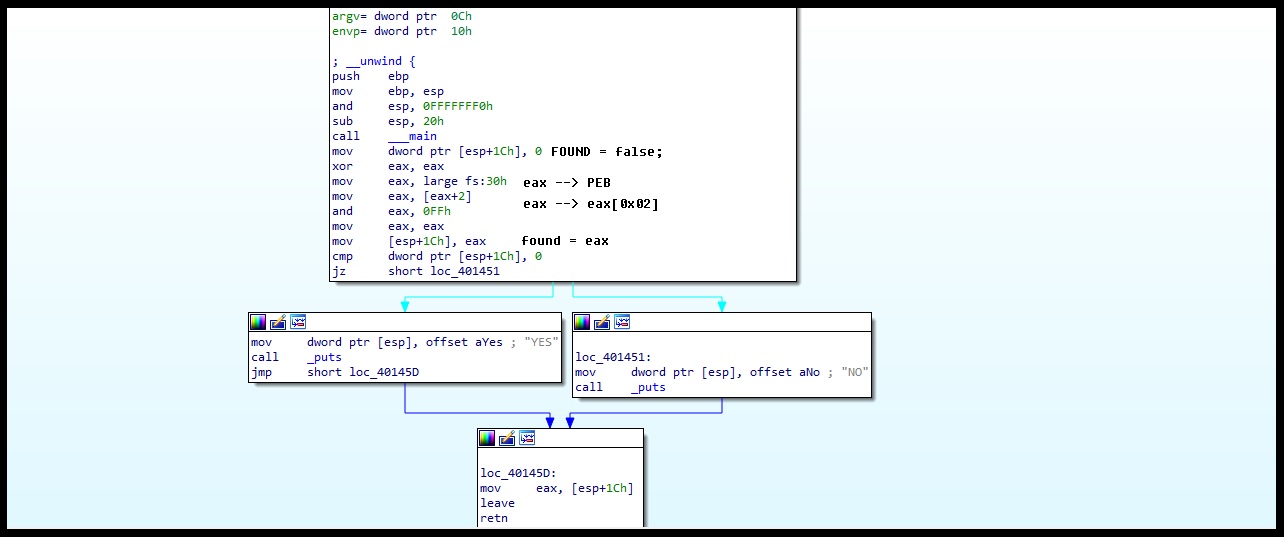 argv= dword ptr  0Ch
envp= dword ptr  10h
; __unwind {
push    ebp
mov     ebp, esp
and     esp, 0FFFFFFF0h
sub     esp, 20h
call    ___main
mov     dword ptr [esp+1Ch], 0 FOUND = false;
xor     eax, eax
mov     eax, large fs:30h  eax --> PEB
mov     eax, [eax+2]  eax --> eax[0x02]
and     eax, 0FFh
mov     eax, eax
mov     [esp+1Ch], eax  found = eax
cmp     dword ptr [esp+1Ch], 0
jz      short loc_401451
mov     dword ptr [esp], offset aYes ; "YES"
call    _puts
jmp     short loc_40145D
loc_401451:
mov     dword ptr [esp], offset aNo ; "NO"
call    _puts
loc_40145D:
mov     eax, [esp+1Ch]
leave
retn